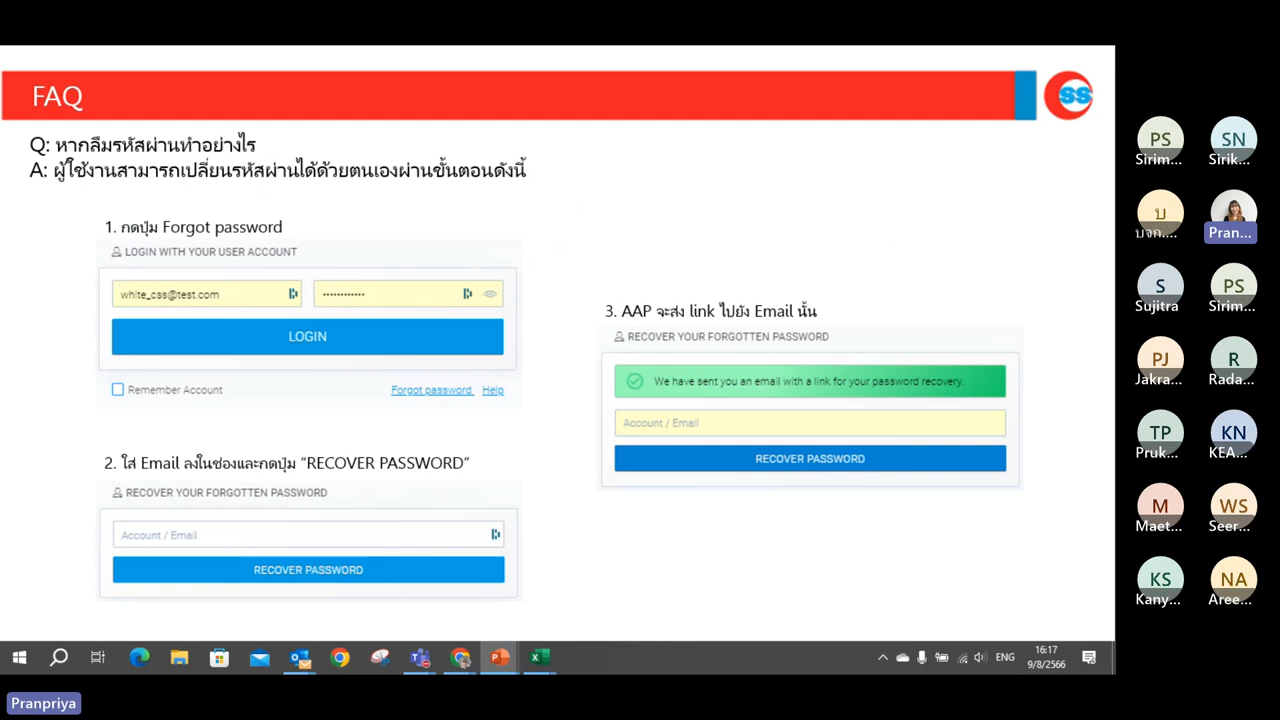 FAQ
SS
Q: หากลืมรหัสผ่านทำอย่างไร
A: ผู้ใช้งานสามารถเปลี่ยนรหัสผ่านได้ด้วยตนเองผ่านขั้นตอนดังนี้
1. กดปุ่ม Forgot password
LOGIN WITH YOUR USER ACCOUNT
white_css@test.com
LOGIN
Remember Account
Forgot password
Help
2. ใส่ Email ลงในช่องและกดปุ่ม “RECOVER PASSWORD”
RECOVER YOUR FORGOTTEN PASSWORD
Account / Email
RECOVER PASSWORD
3. AAP จะส่ง link ไปยัง Email นั้น
RECOVER YOUR FORGOTTEN PASSWORD
We have sent you an email with a link for your password recovery.
Account / Email
RECOVER PASSWORD
PS
Sirim...
SN
Sirik...
บ
บจก....
Pran...
S
Sujitra
PS
Sirim...
PJ
Jakra...
R
Rada...
TP
Pruk...
KN
KEA...
M
Maet...
WS
Seer...
KS
Kany...
NA
Aree...
ENG
16:17
9/8/2566
Pranpriya